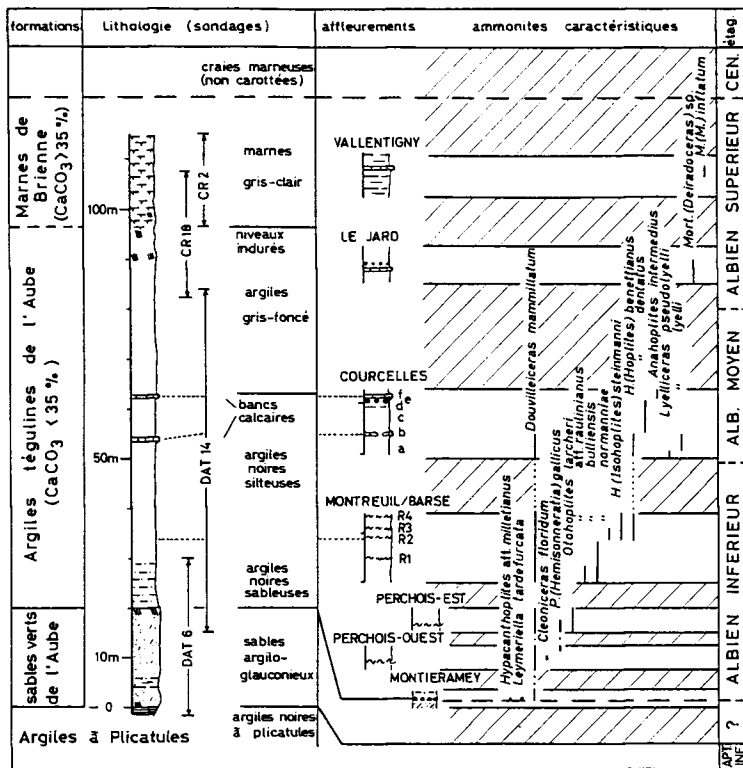 formations Lithologie (sondages) affleurements ammonites caractéristiques étag.
craies marneuses
(non carottées)
CEN.
Marnes de
Brienne
(CaCO3 > 35 %)
100m
CR2
CR18
marnes
gris-clair
VALLENTIGNY
Mort. (Deiradoceras) sp
M.(M.) inflatum
ALBIEN SUPERIEUR
Argiles tégulines de l'Aube
(CaCO3 < 35 %)
niveaux
indurés
LE JARD
argiles
gris-foncé
DAT 14
COURCELLES
f
e
d
c
b
a
bancs
calcaires
50m
argiles
noires
silteuses
Douvilleiceras mammillatum
H (Hoplites) benettianus
" dentatus
Anahoplites intermedius
Lyelliceras pseudolyelli
" lyelli
ALB. MOYEN
MONTREUIL/BARSE
R4
R3
R2
R1
argiles
noires
sableuses
Hypacanthoplites aff. milletianus
Leymeriella tardefurcata
Cleoniceras floridum
P. (Hemisonneratia) gallicus
Otohoplites larcheri
" aff. raulinianus
" bulliensis
" normanniae
H (Isohoplites) steinmanni
ALBIEN INFERIEUR
sables verts
de l'Aube
10m
0
DAT 6
sables
argilo-
glauconieux
PERCHOIS-EST
PERCHOIS-OUEST
MONTIERAMEY
Argiles à Plicatules
argiles noires
à plicatules
?
APT.
INF.